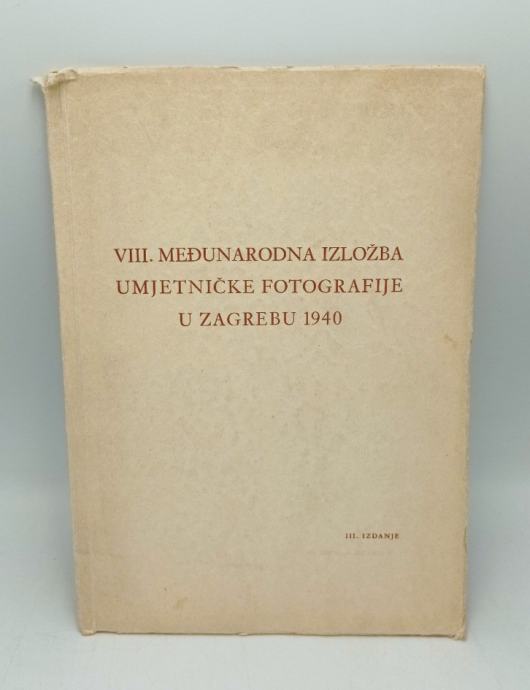 VIII. MEĐUNARODNA IZLOŽBA
UMJETNIČKE FOTOGRAFIJE
U ZAGREBU 1940
III. IZDANJE